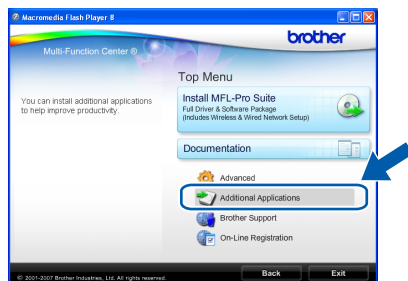 Macromedia Flash Player 8
brother
Multi-Function Center ®
Top Menu
You can install additional applications
to help improve productivity.
Install MFL-Pro Suite
Full Driver & Software Package
(Includes Wireless & Wired Network Setup)
Documentation
Advanced
Additional Applications
Brother Support
On-Line Registration
© 2001-2007 Brother Industries, Ltd. All rights reserved.
Back
Exit